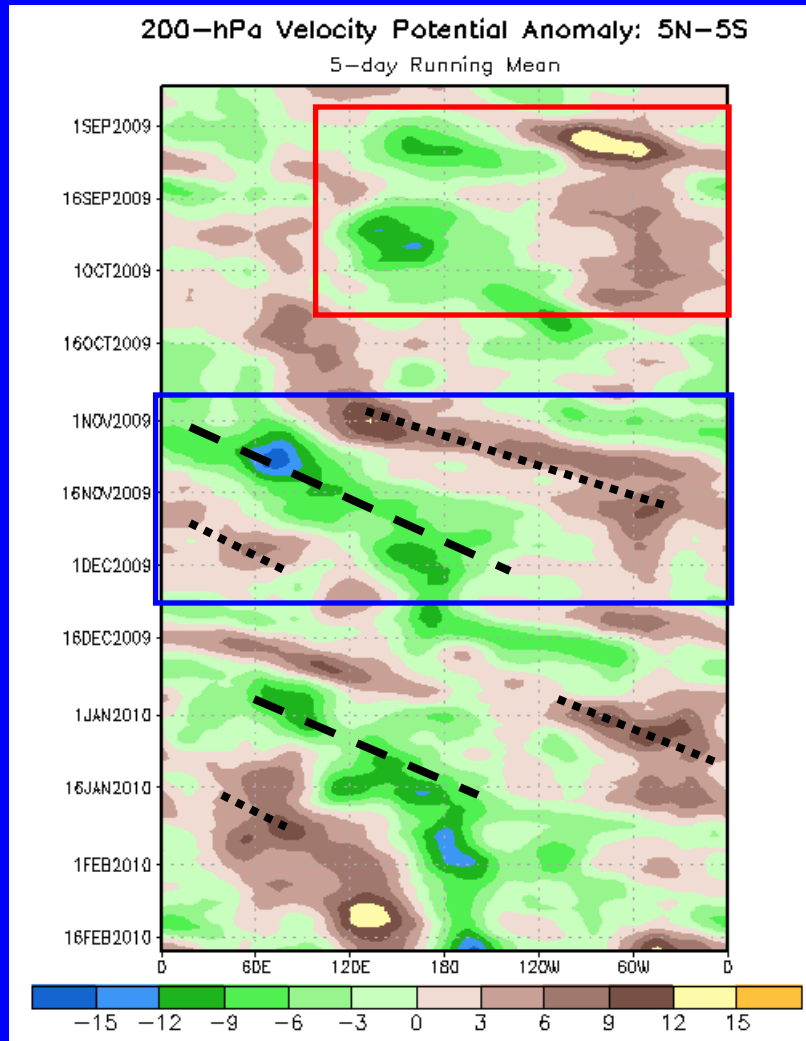 200-hPa Velocity Potential Anomaly: 5N-5S
5-day Running Mean
1SEP2009
16SEP2009
1OCT2009
16OCT2009
1NOV2009
16NOV2009
1DEC2009
16DEC2009
1JAN2010
16JAN2010
1FEB2010
16FEB2010
0 60E 120E 180 120W 60W 0
-15 -12 -9 -6 -3 0 3 6 9 12 15